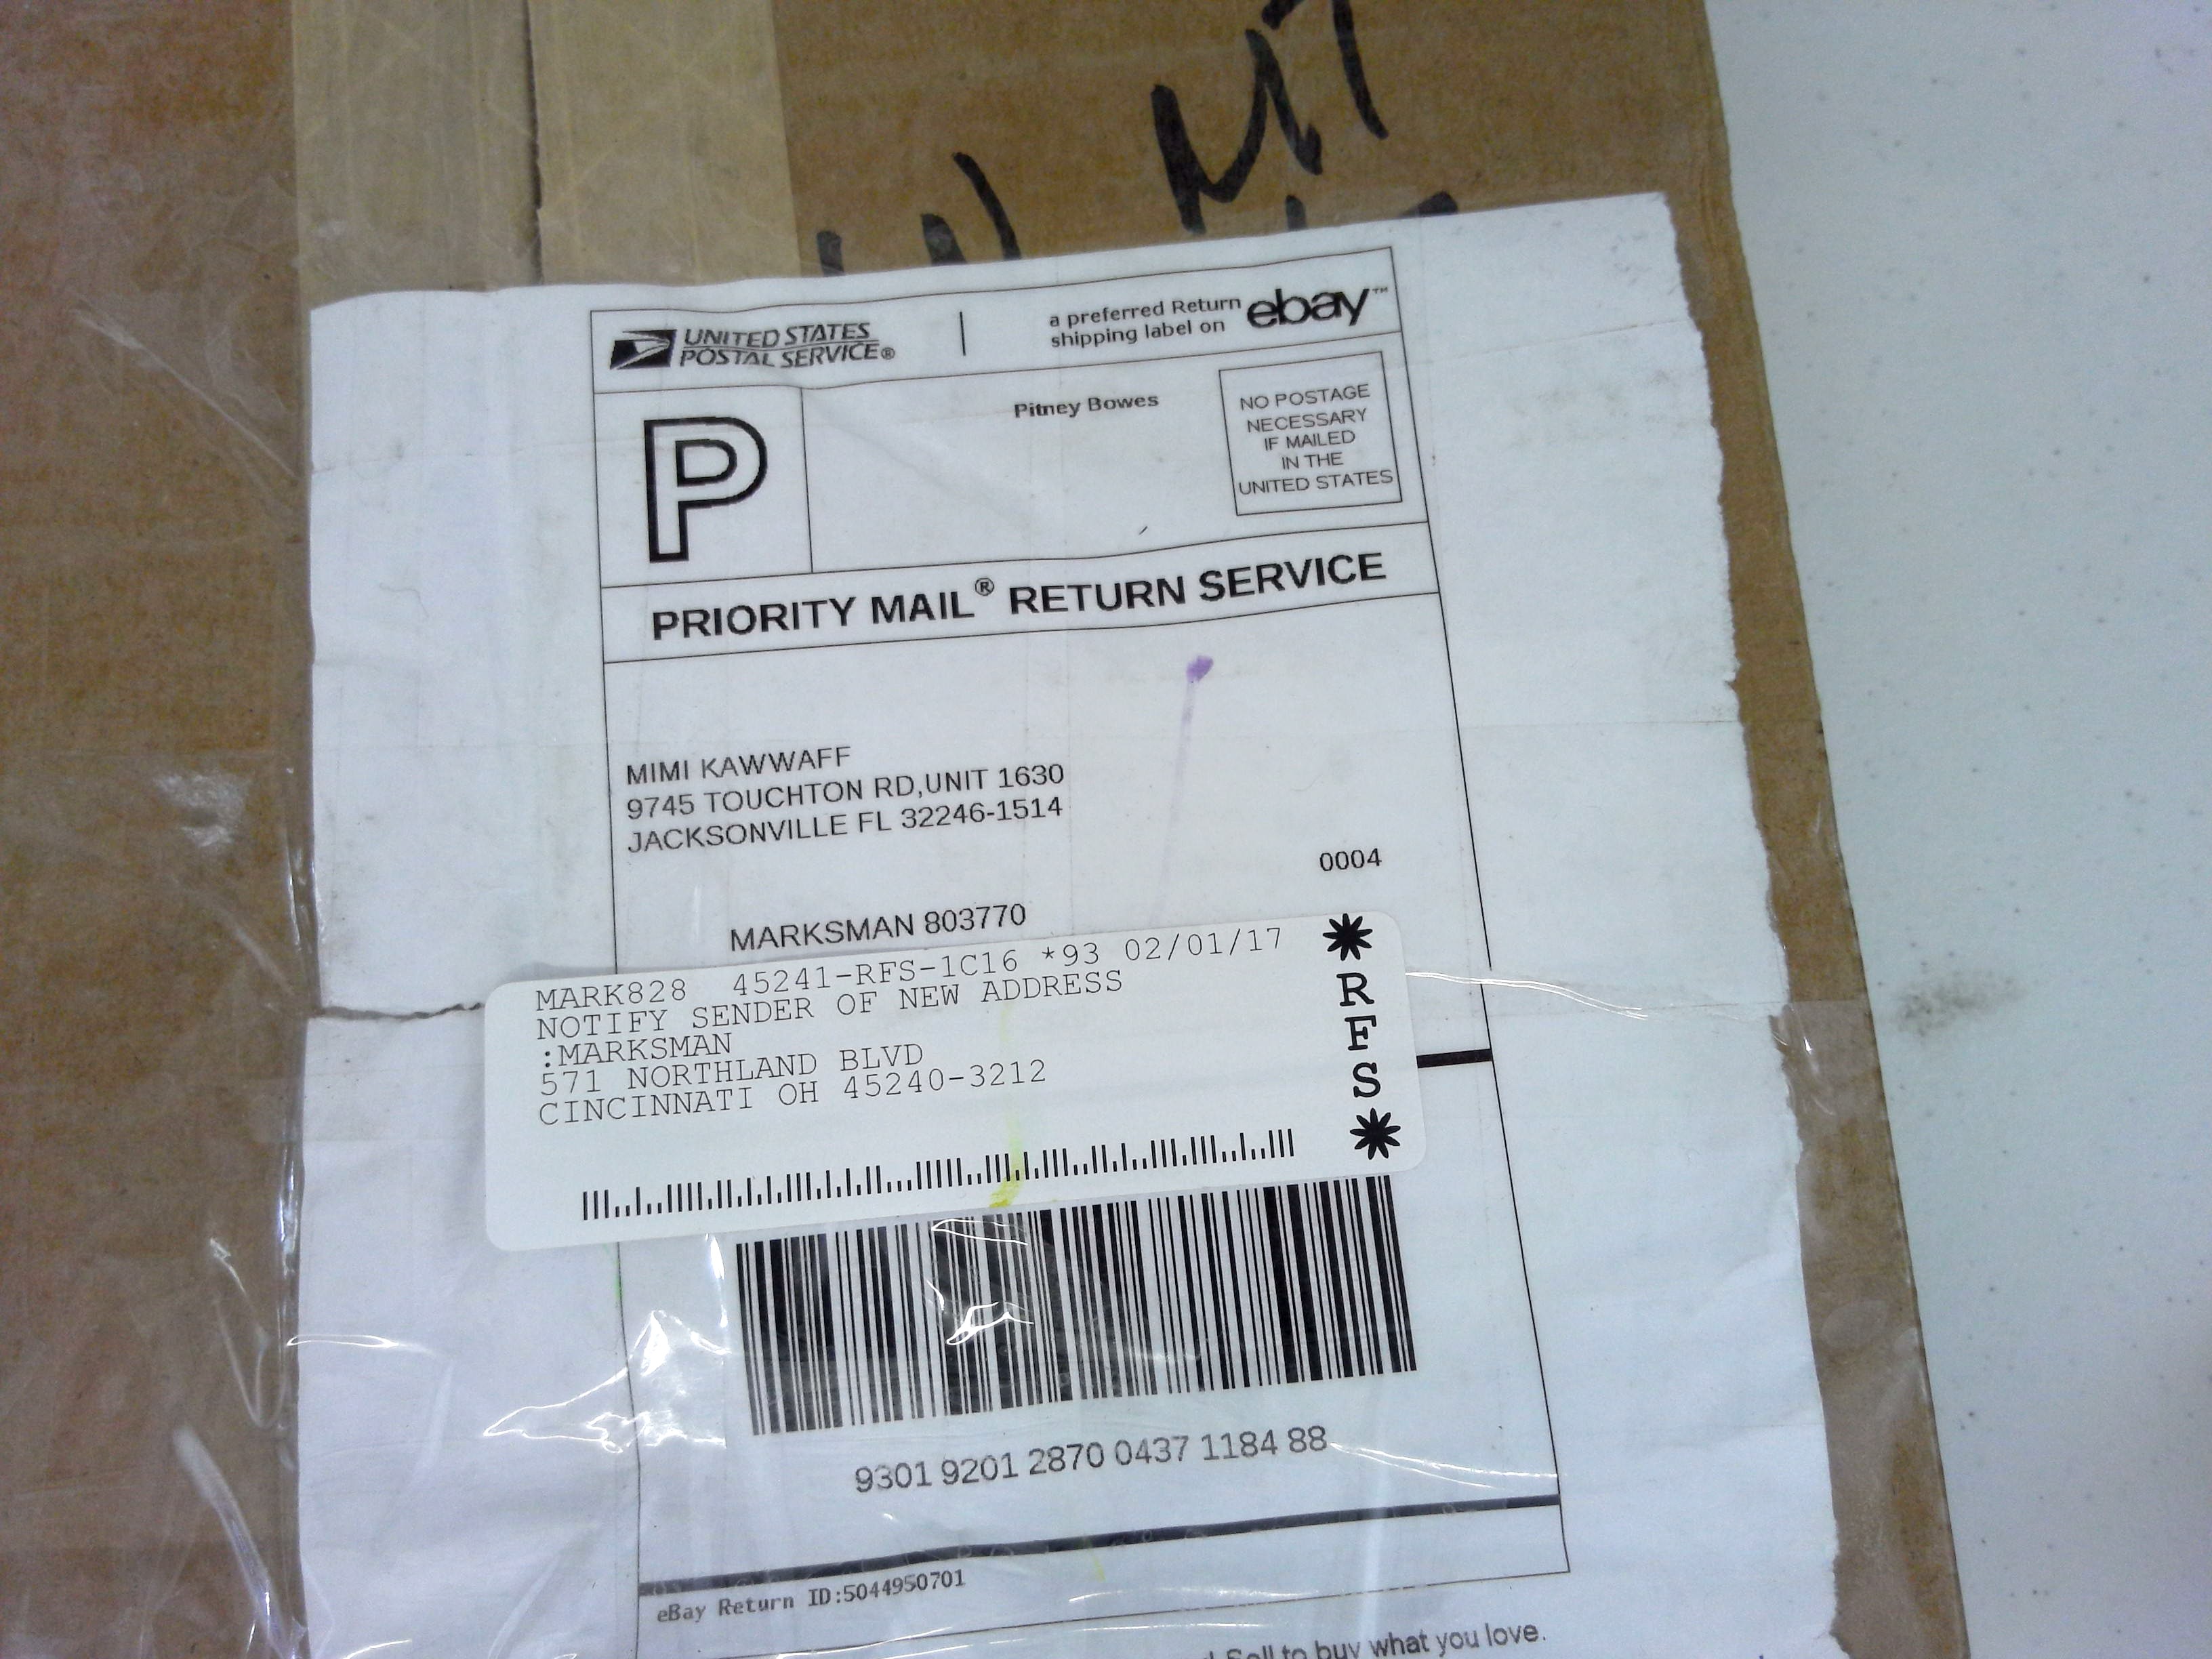 MT
UNITED STATES
POSTAL SERVICE®
a preferred Return
shipping label on
ebay™
P
Pitney Bowes
NO POSTAGE
NECESSARY
IF MAILED
IN THE
UNITED STATES
PRIORITY MAIL® RETURN SERVICE
MIMI KAWWAFF
9745 TOUCHTON RD,UNIT 1630
JACKSONVILLE FL 32246-1514
0004
MARKSMAN 803770
MARK828 45241-RFS-1C16 *93 02/01/17
NOTIFY SENDER OF NEW ADDRESS
:MARKSMAN
571 NORTHLAND BLVD
CINCINNATI OH 45240-3212
*RFS*
9301 9201 2870 0437 1184 88
eBay Return ID:5044950701
Sell to buy what you love.